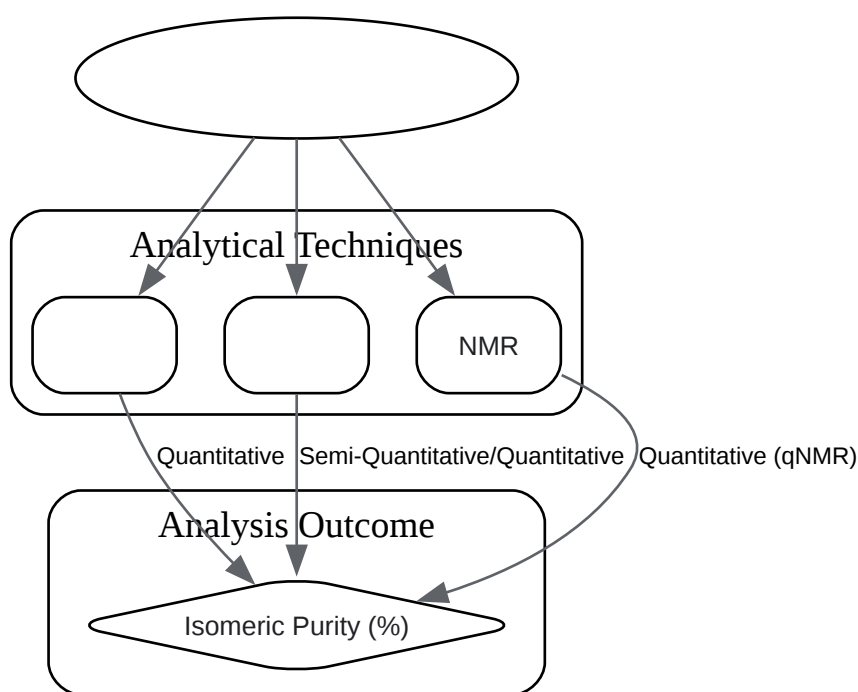 Analytical Techniques
NMR
Quantitative
Semi-Quantitative/Quantitative
Quantitative (qNMR)
Analysis Outcome
Isomeric Purity (%)